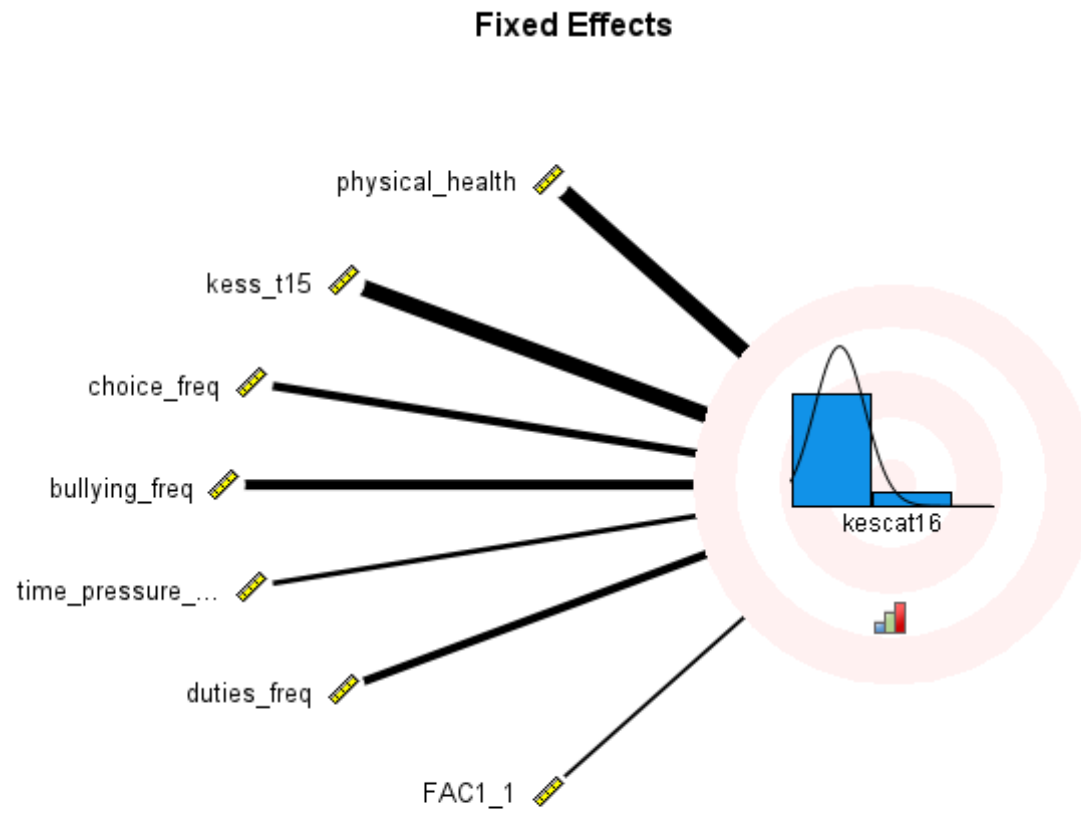 Fixed Effects
physical_health
kess_t15
choice_freq
bullying_freq
time_pressure_...
duties_freq
FAC1_1
kescat16